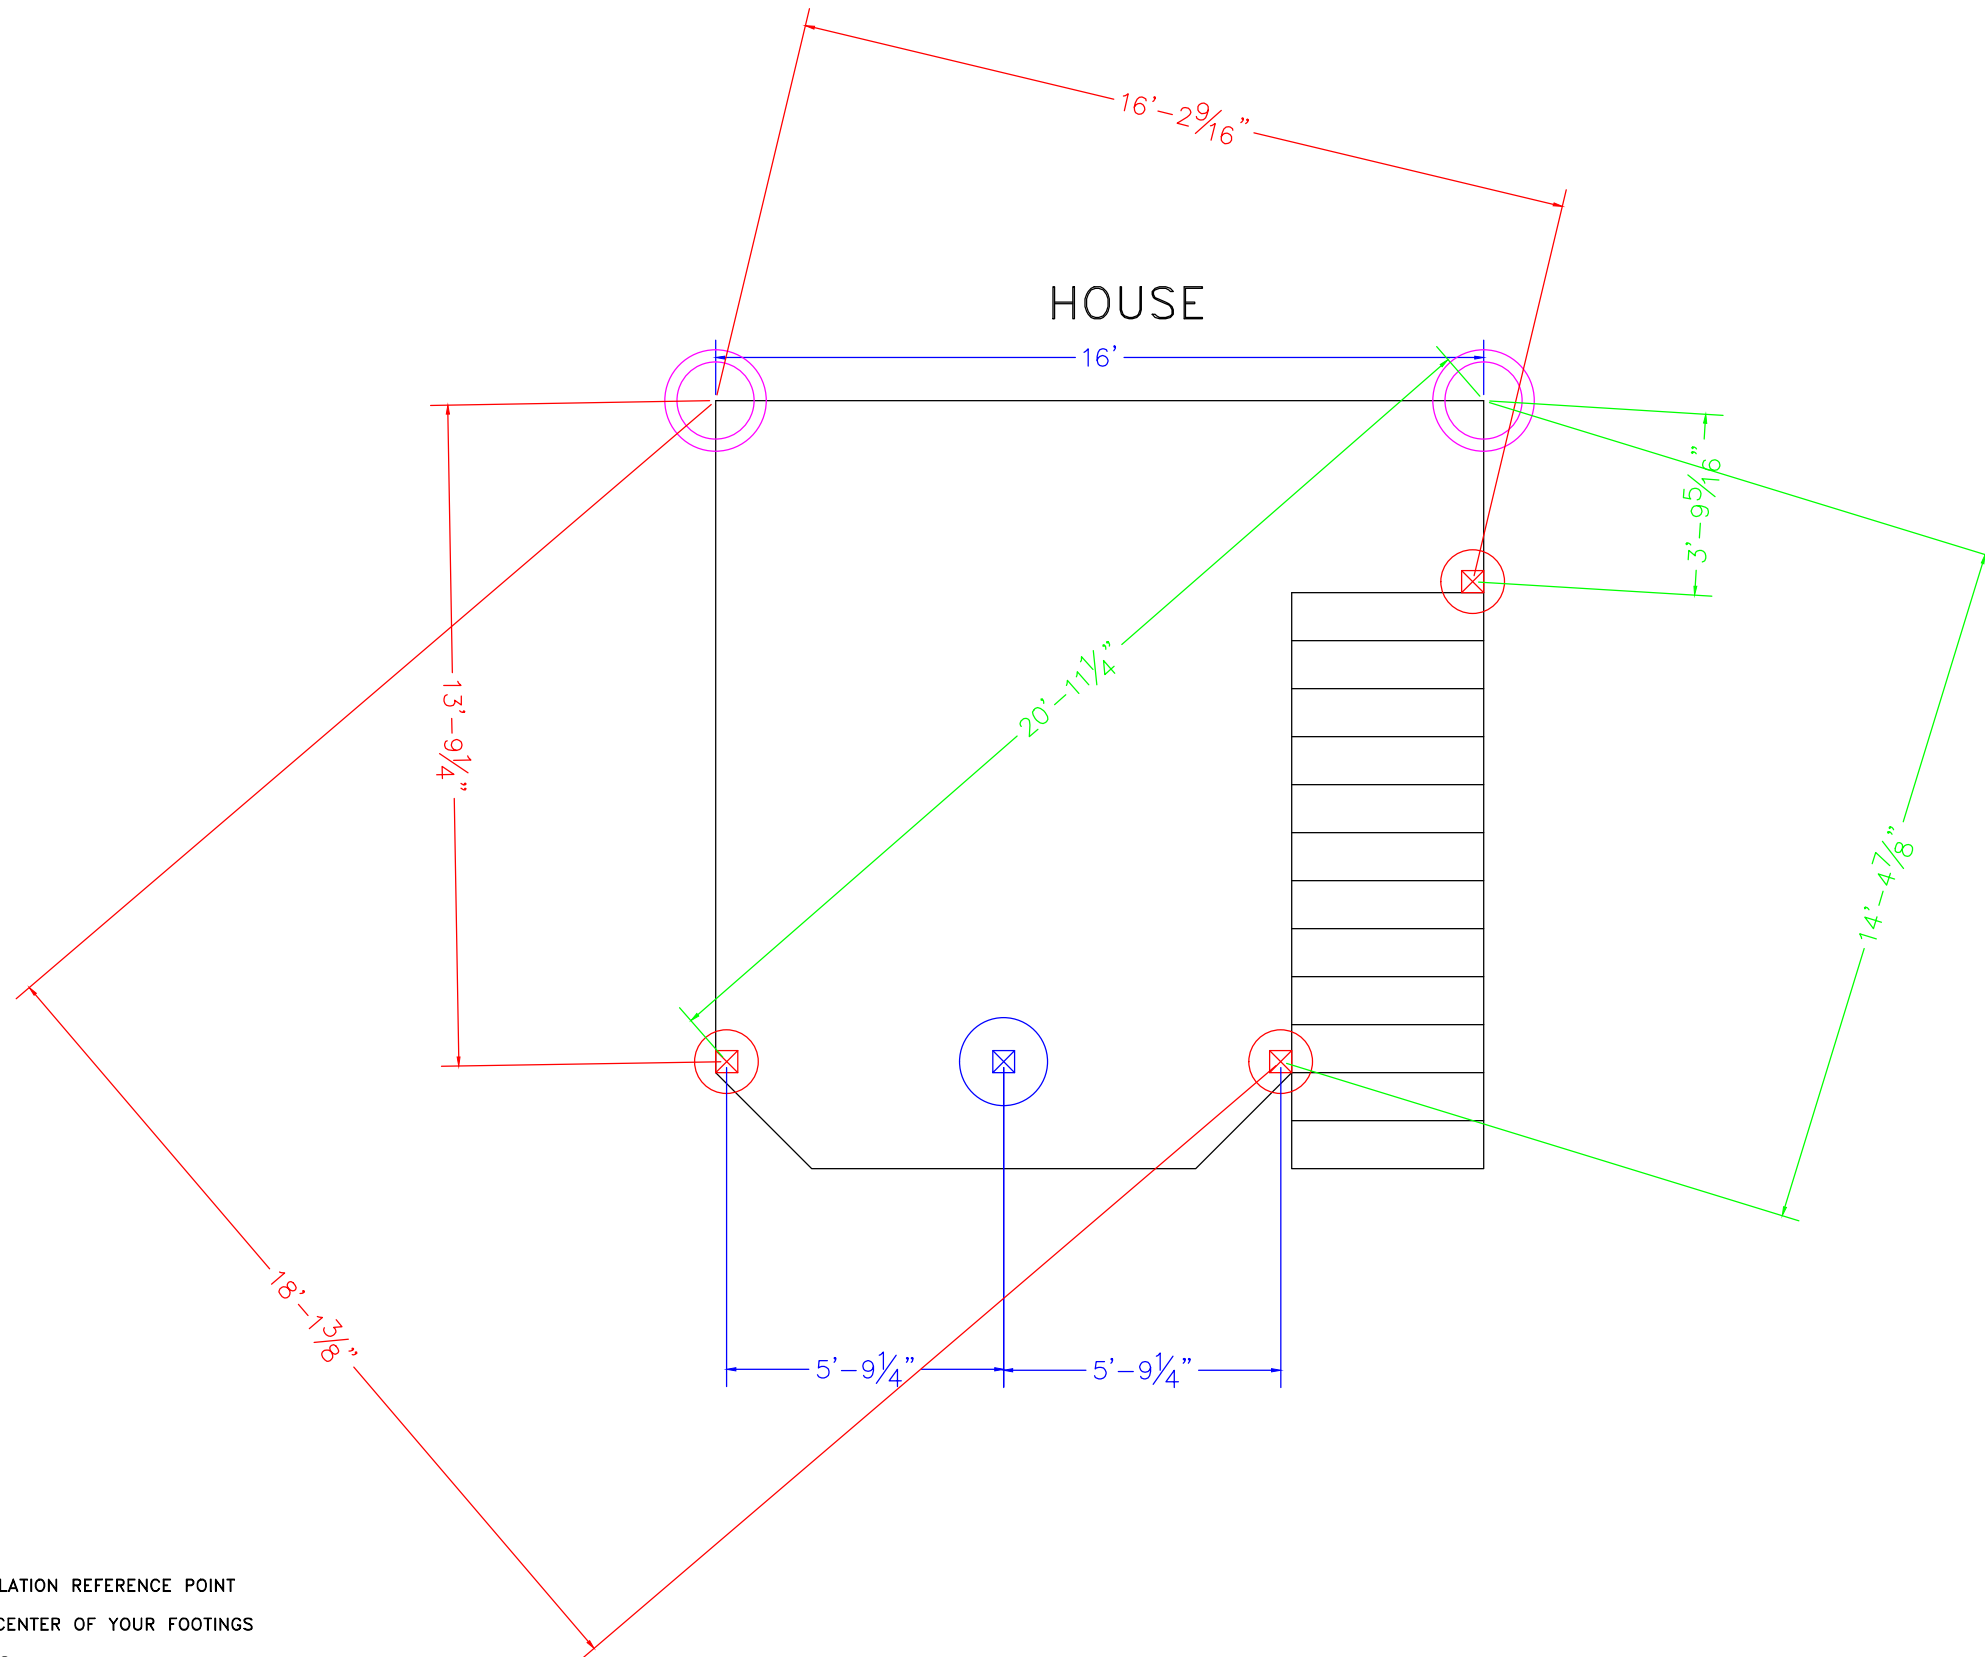 16'-2 9/16"
HOUSE
16'
3'-9 5/16"
13'-9 1/4"
20'-11 1/4"
14'-4 7/8"
18'-1 3/8"
5'-9 1/4" 5'-9 1/4"
LATION REFERENCE POINT
CENTER OF YOUR FOOTINGS